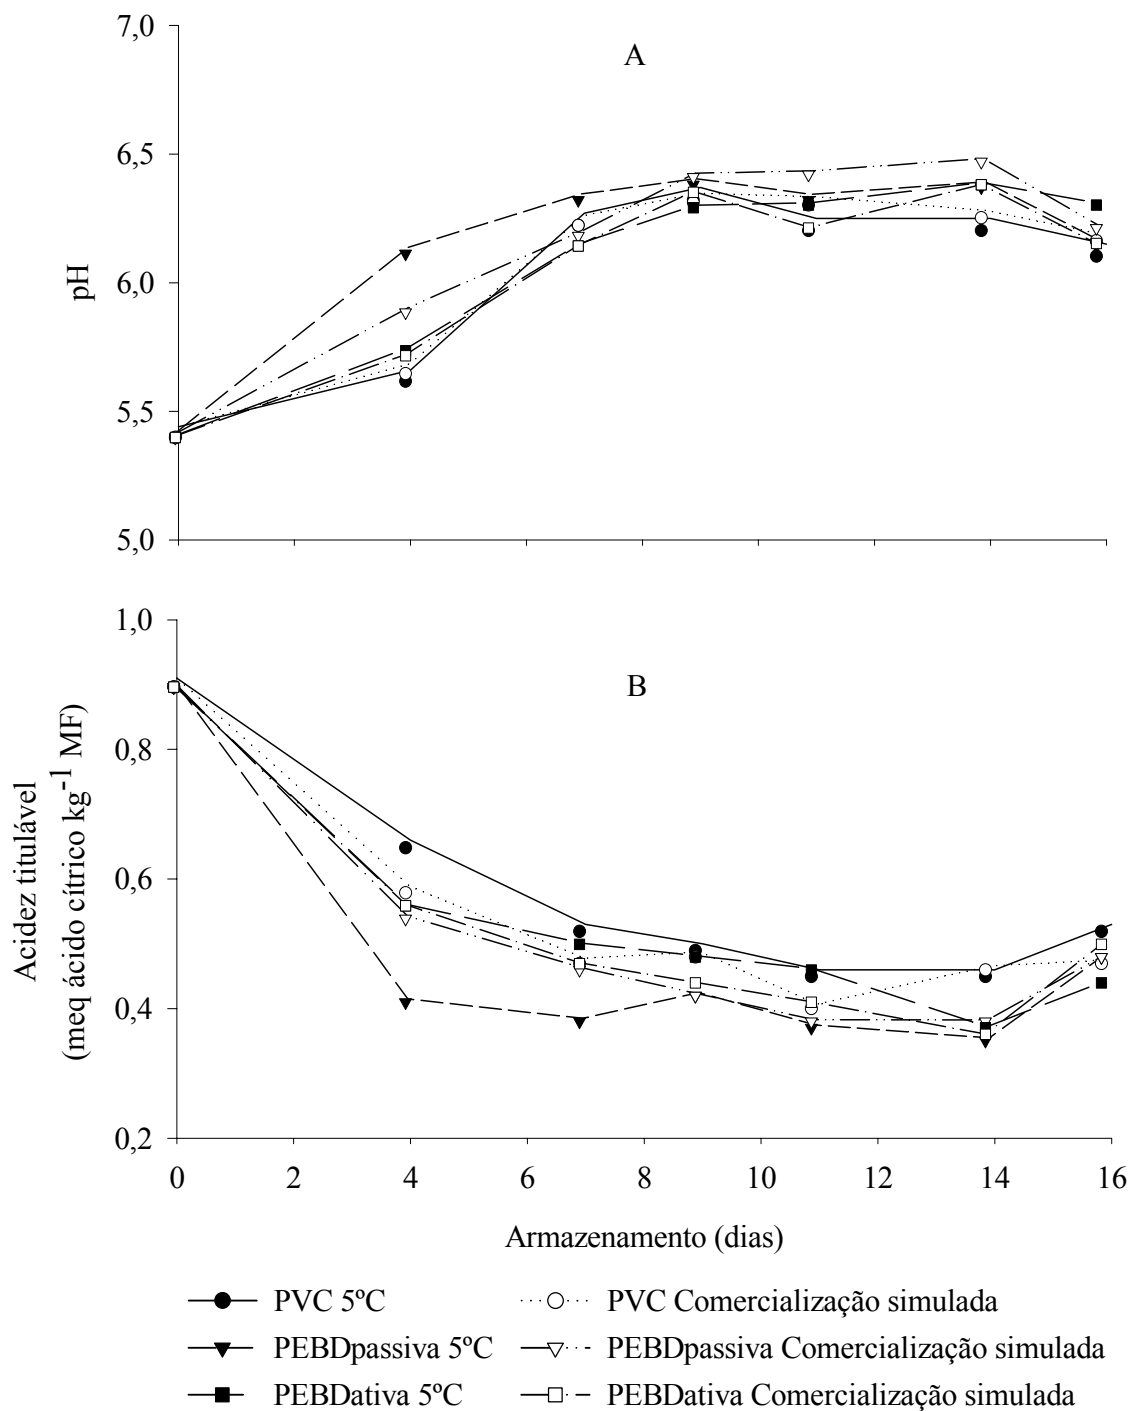 7,0
A
6,5
pH
6,0
5,5
5,0
1,0
B
0,8
Acidez titulável
(meq ácido cítrico kg-1 MF)
0,6
0,4
0,2
0 2 4 6 8 10 12 14 16
Armazenamento (dias)
PVC 5ºC PVC Comercialização simulada
PEBDpassiva 5ºC PEBDpassiva Comercialização simulada
PEBDativa 5ºC PEBDativa Comercialização simulada